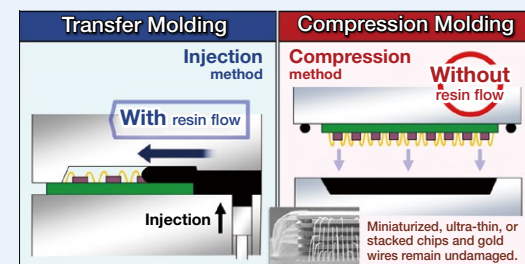 Transfer Molding
Injection
method
With resin flow
Injection
Compression Molding
Compression
method
Without
resin flow
Miniaturized, ultra-thin, or
stacked chips and gold
wires remain undamaged.